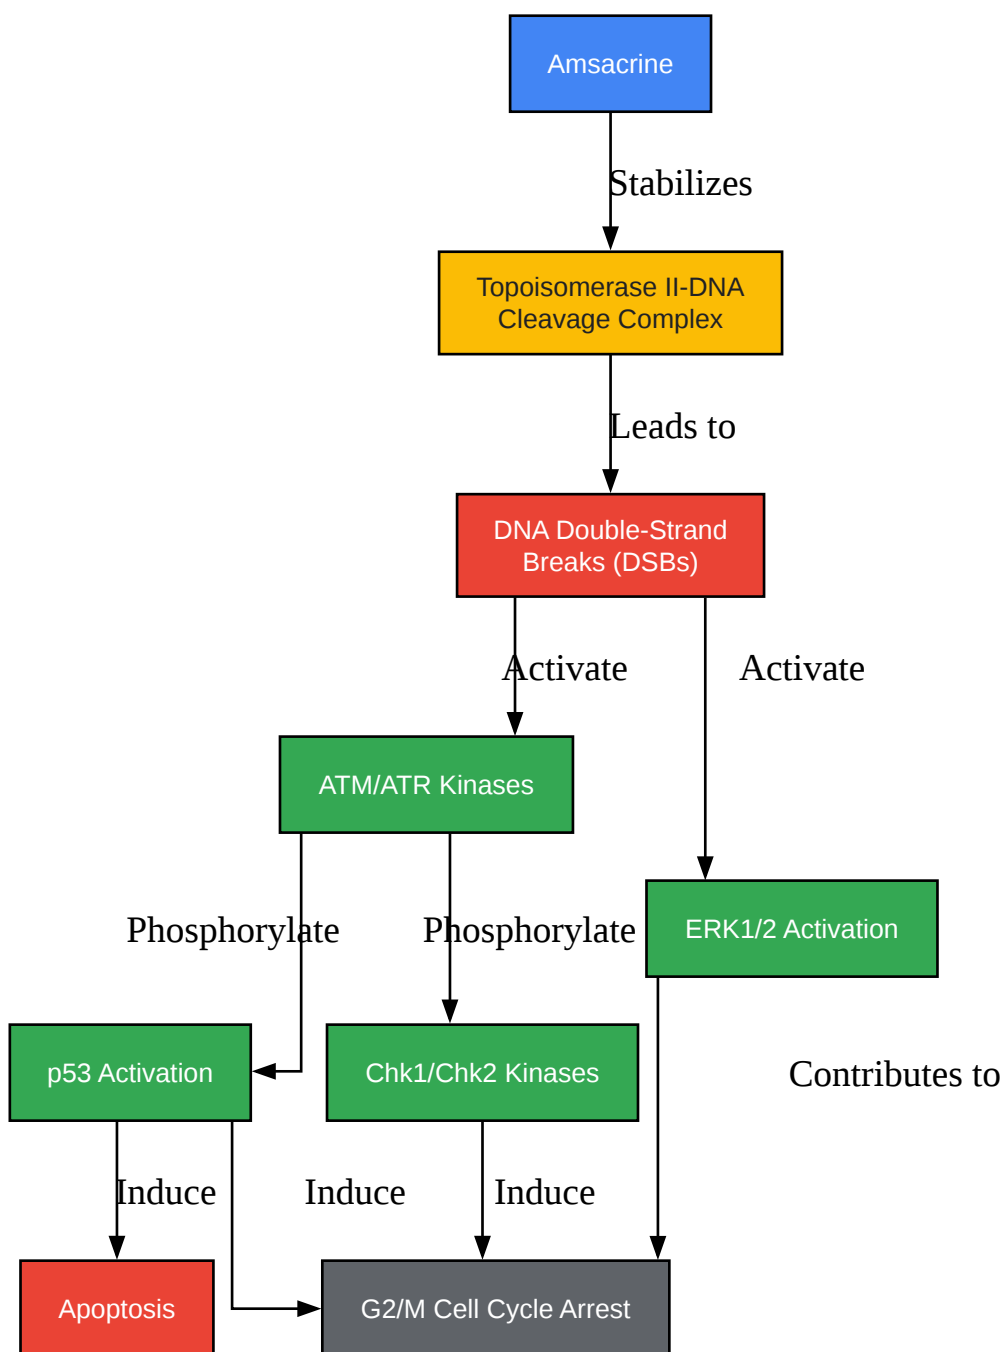 Amsacrine
Stabilizes
Topoisomerase II-DNA
Cleavage Complex
Leads to
DNA Double-Strand
Breaks (DSBs)
Activate
Activate
ATM/ATR Kinases
Phosphorylate
Phosphorylate
ERK1/2 Activation
p53 Activation
Chk1/Chk2 Kinases
Contributes to
Induce
Induce
Induce
Apoptosis
G2/M Cell Cycle Arrest